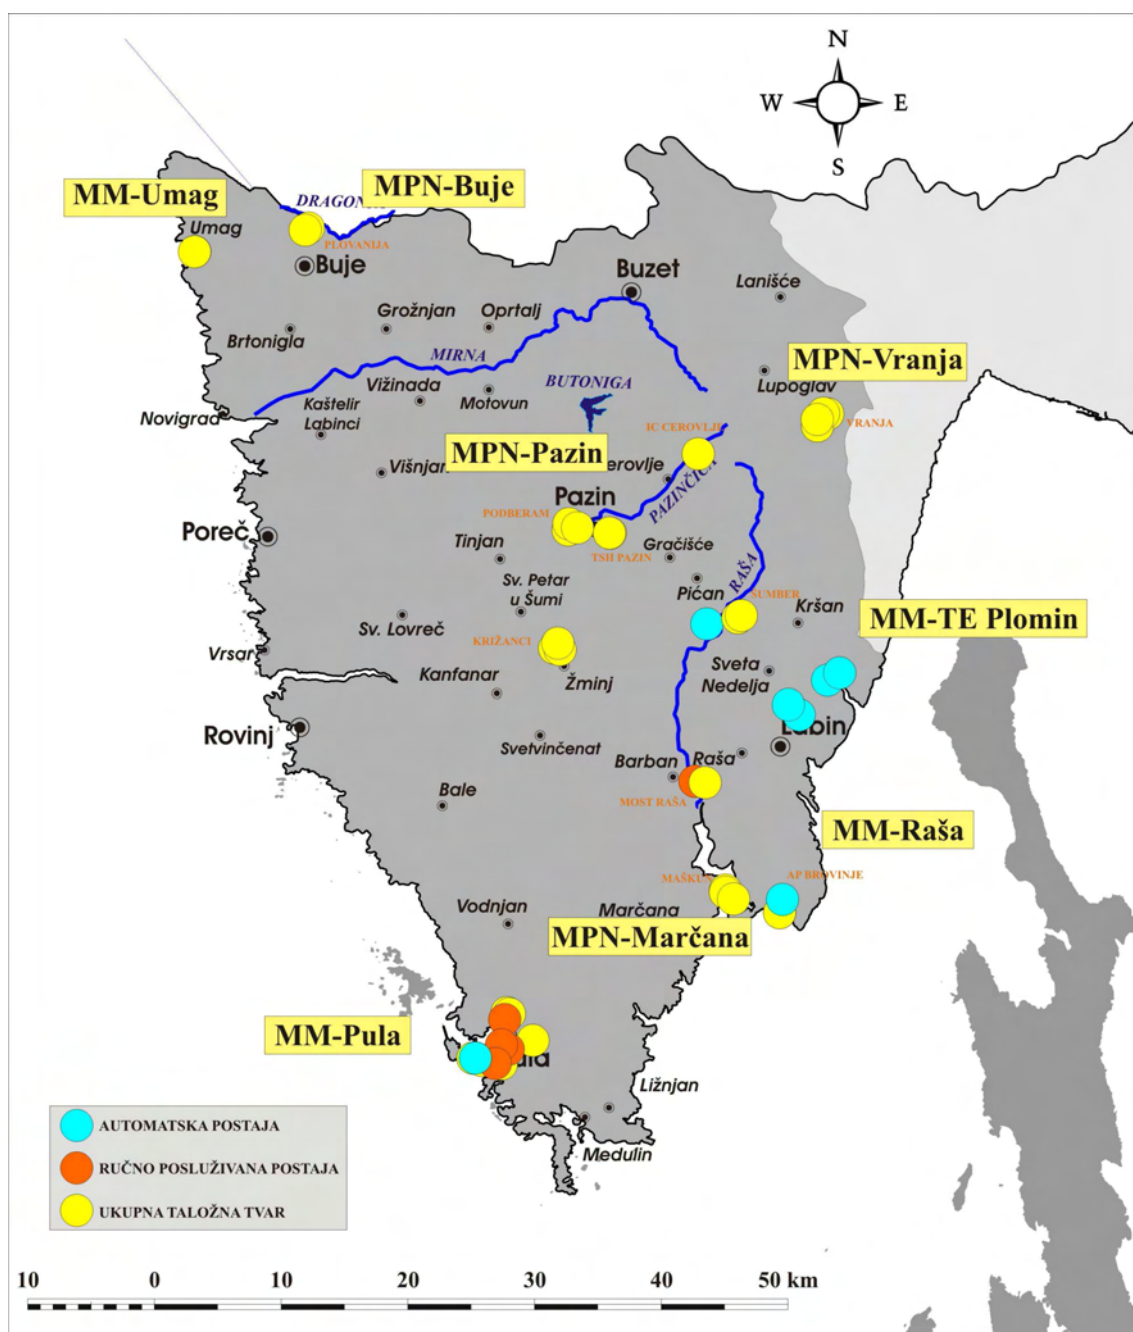 N
W
E
S
MM-Umag
MPN-Buje
DRAGONJA
Umag
PLOVANIJA
Buje
Buzet
Lanišće
Grožnjan
Oprtalj
Brtonigla
MIRNA
MPN-Vranja
Lupoglav
Vižinada
BUTONIGA
Motovun
Novigrad
Kaštelir
Labinci
VRANJA
IC CEROVLJE
MPN-Pazin
Višnjan
Cerovlje
PAZINČICA
Pazin
PODBERAM
Poreč
Tinjan
TSH PAZIN
Gračišće
RAŠA
Sv. Petar
u Šumi
Pićan
SUMBER
Kršan
MM-TE Plomin
Sv. Lovreč
KRIŽANCI
Vrsar
Kanfanar
Žminj
Sveta
Nedelja
Rovinj
Labin
Svetvinčenat
Barban
Raša
Bale
MOST RAŠA
MM-Raša
MAŠKUN
AP BROVINJE
Vodnjan
Marčana
MPN-Marčana
MM-Pula
Pula
Ližnjan
Medulin
AUTOMATSKA POSTAJA
RUČNO POSLUŽIVANA POSTAJA
UKUPNA TALOŽNA TVAR
10 0 10 20 30 40 50 km